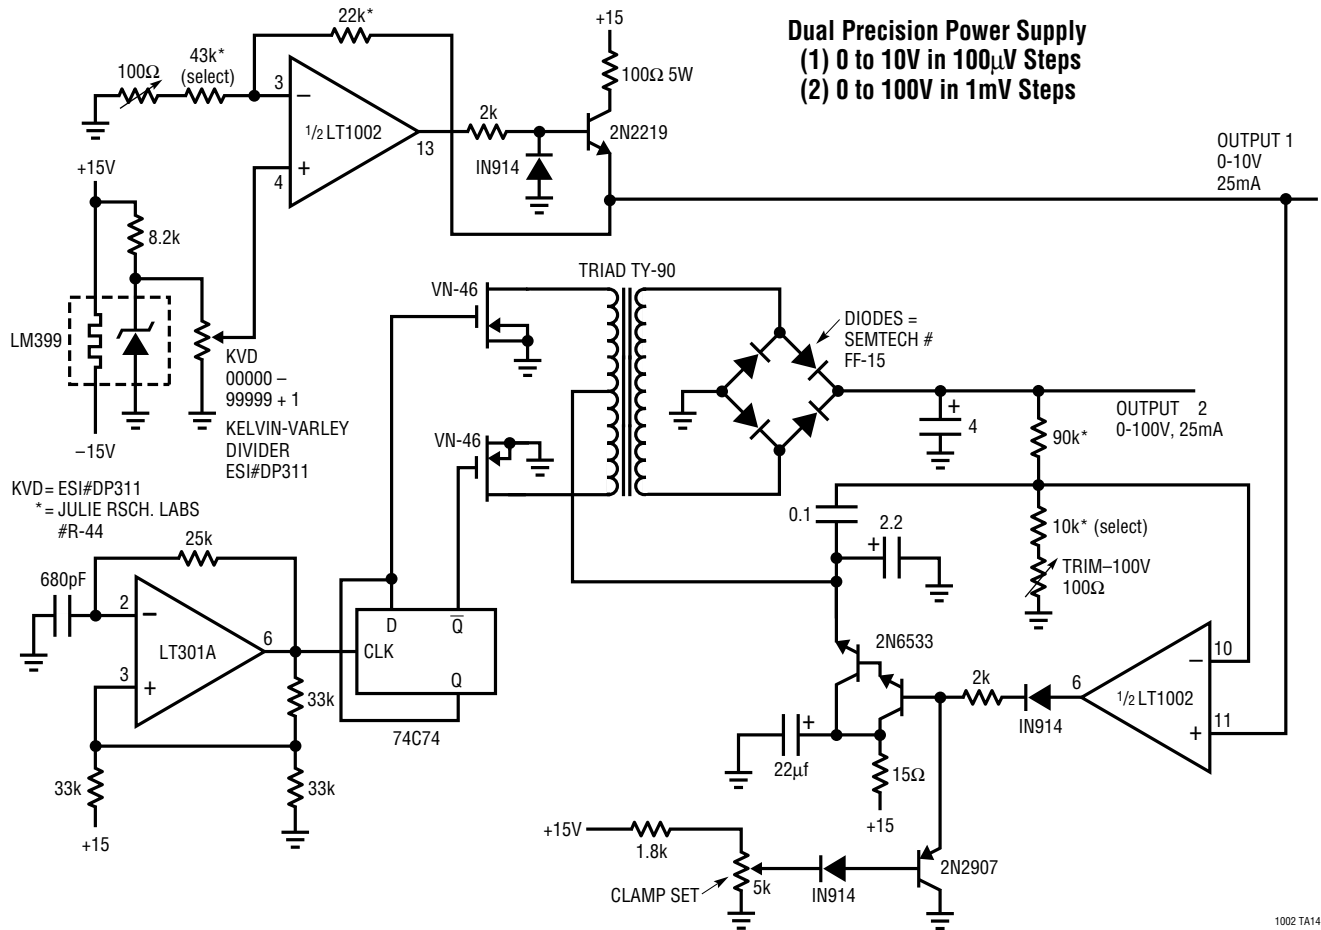 Dual Precision Power Supply
(1) 0 to 10V in 100µV Steps
(2) 0 to 100V in 1mV Steps
22k*
+15
100Ω
43k*
(select)
100Ω 5W
3
–
1/2 LT1002
13
2k
2N2219
IN914
+
4
OUTPUT 1
0-10V
25mA
+15V
8.2k
LM399
–15V
KVD
00000 –
99999 + 1
KELVIN-VARLEY
DIVIDER
ESI#DP311
TRIAD TY-90
VN-46
VN-46
DIODES =
SEMTECH #
FF-15
+
4
OUTPUT 2
0-100V, 25mA
90k*
KVD = ESI#DP311
* = JULIE RSCH. LABS
#R-44
25k
680pF
2
–
LT301A
6
3
+
33k
33k
33k
+15
D
Q
CLK
Q
74C74
0.1
2.2
+
10k* (select)
TRIM–100V
100Ω
2N6533
2k
IN914
6
1/2 LT1002
10
–
11
+
+
22µf
15Ω
+15
+15V
1.8k
CLAMP SET
5k
IN914
2N2907
1002 TA14